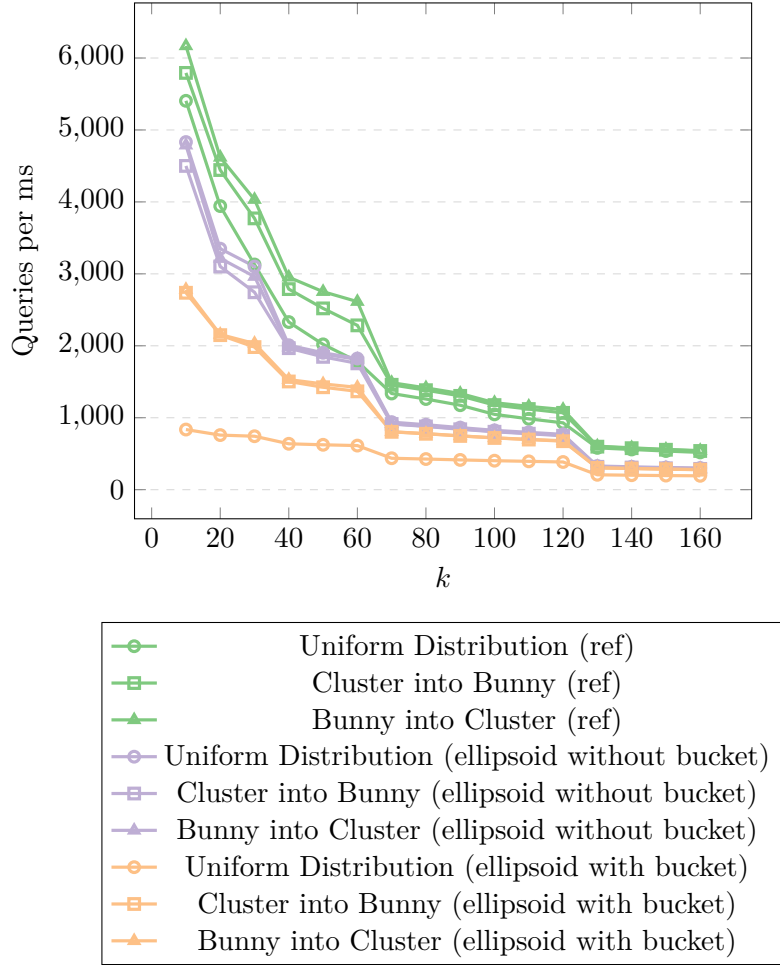 6,000
5,000
4,000
3,000
2,000
1,000
0
Queries per ms
0 20 40 60 80 100 120 140 160
k
Uniform Distribution (ref)
Cluster into Bunny (ref)
Bunny into Cluster (ref)
Uniform Distribution (ellipsoid without bucket)
Cluster into Bunny (ellipsoid without bucket)
Bunny into Cluster (ellipsoid without bucket)
Uniform Distribution (ellipsoid with bucket)
Cluster into Bunny (ellipsoid with bucket)
Bunny into Cluster (ellipsoid with bucket)